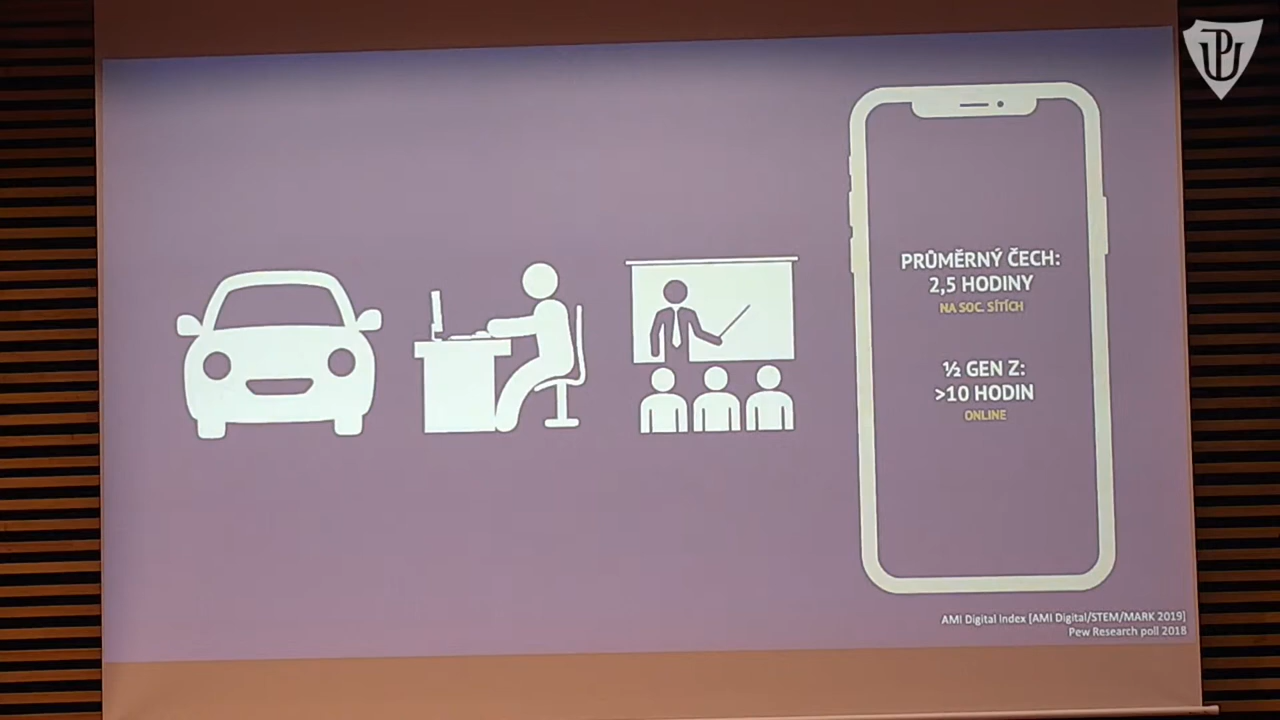 PRŮMĚRNÝ ČECH:
2,5 HODINY
NA SOC. SÍTÍCH
½ GEN Z:
>10 HODIN
ONLINE
AMI Digital Index [AMI Digital/STEM/MARK 2019]
Pew Research poll 2018
UP